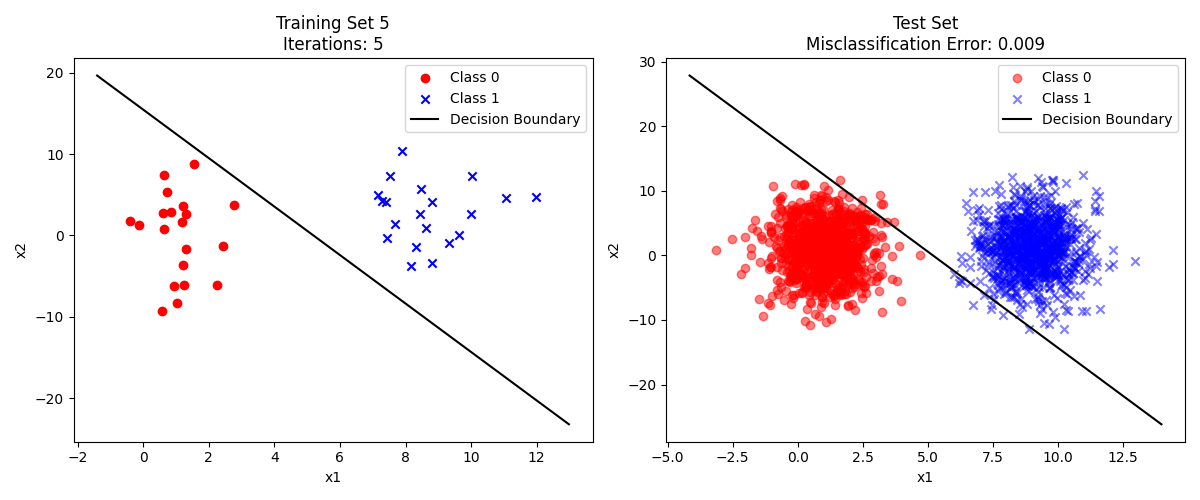 Training Set 5
Iterations: 5
Class 0
Class 1
Decision Boundary
20
10
0
−10
−20
x2
−2
0
2
4
6
8
10
12
x1
Test Set
Misclassification Error: 0.009
Class 0
Class 1
Decision Boundary
30
20
10
0
−10
−20
x2
−5.0
−2.5
0.0
2.5
5.0
7.5
10.0
12.5
x1